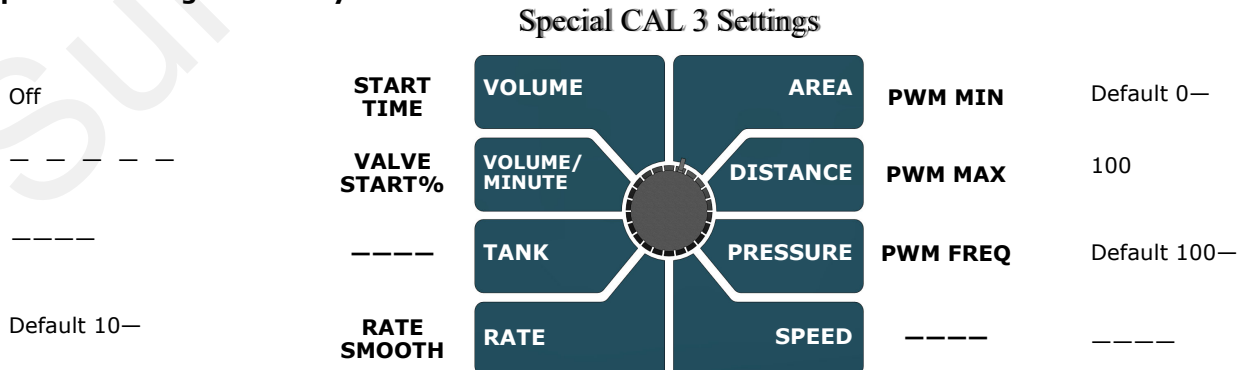 Special CAL 3 Settings
Off
START
TIME
VOLUME
AREA
PWM MIN
Default 0—
— — — — —
VALVE
START%
VOLUME/
MINUTE
DISTANCE
PWM MAX
100
————
————
TANK
PRESSURE
PWM FREQ
Default 100—
Default 10—
RATE
SMOOTH
RATE
SPEED
————
————